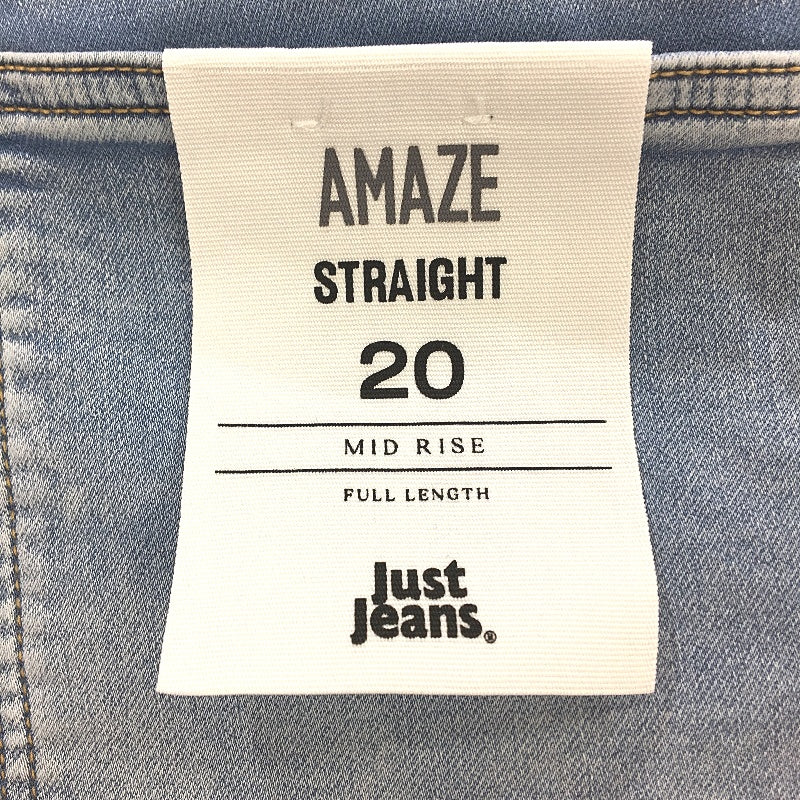 AMAZE
STRAIGHT
20
MID RISE
FULL LENGTH
Just
Jeans®